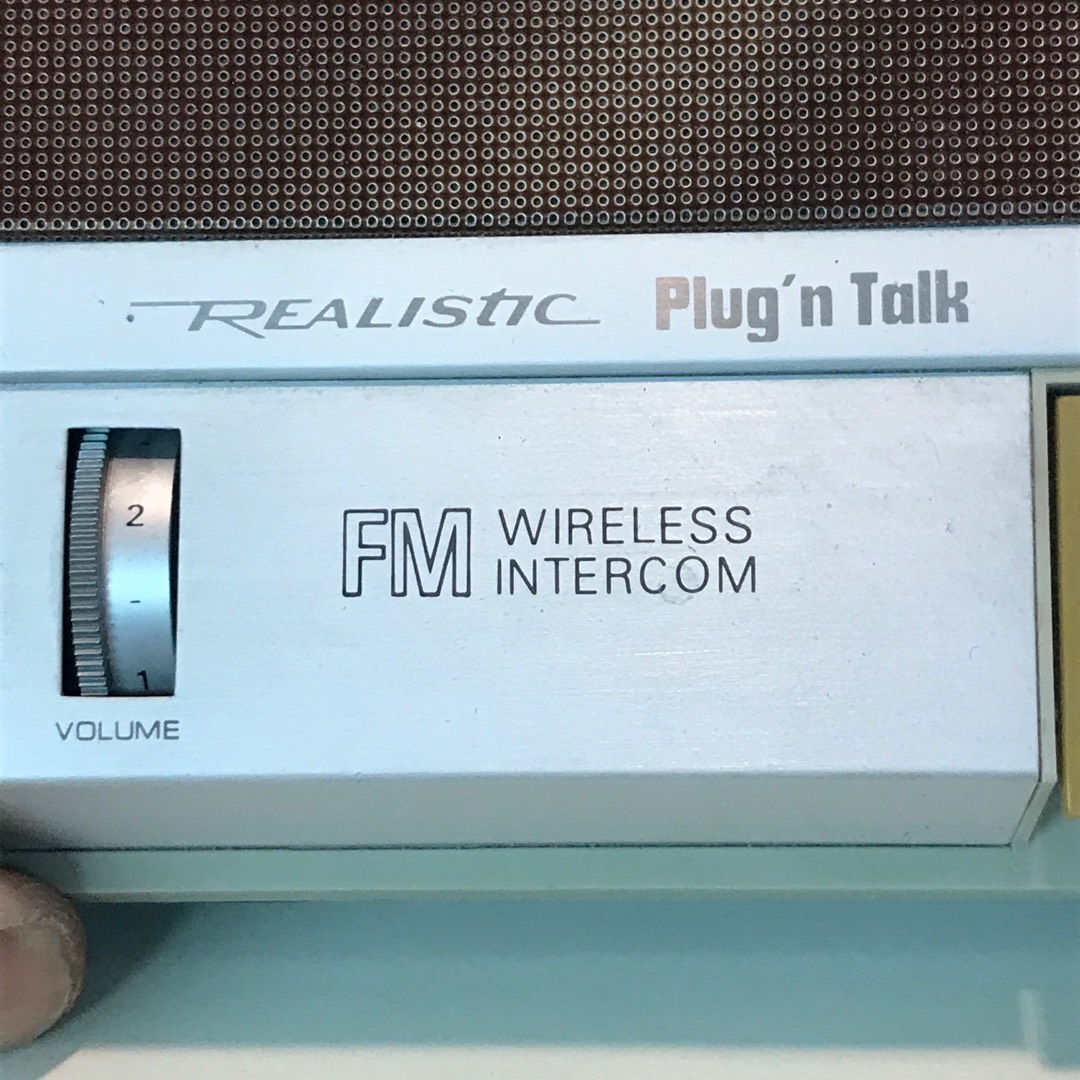 REALISTIC Plug'n Talk
2
-
1
VOLUME
FM WIRELESS
INTERCOM